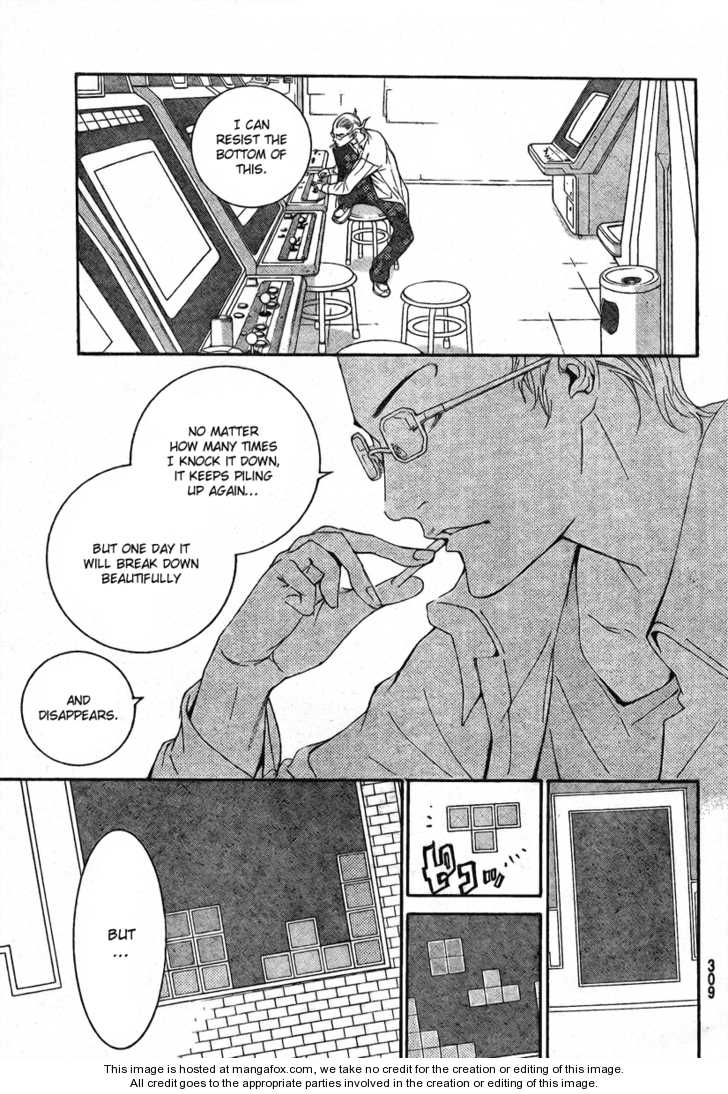 I CAN
RESIST THE
BOTTOM OF
THIS.
NO MATTER
HOW MANY TIMES
I KNOCK IT DOWN,
IT KEEPS PILING
UP AGAIN...
BUT ONE DAY IT
WILL BREAK DOWN
BEAUTIFULLY
AND
DISAPPEARS.
ピコッ
BUT
...
309
This image is hosted at mangafox.com, we take no credit for the creation or editing of this image.
All credit goes to the appropriate parties involved in the creation or editing of this image.